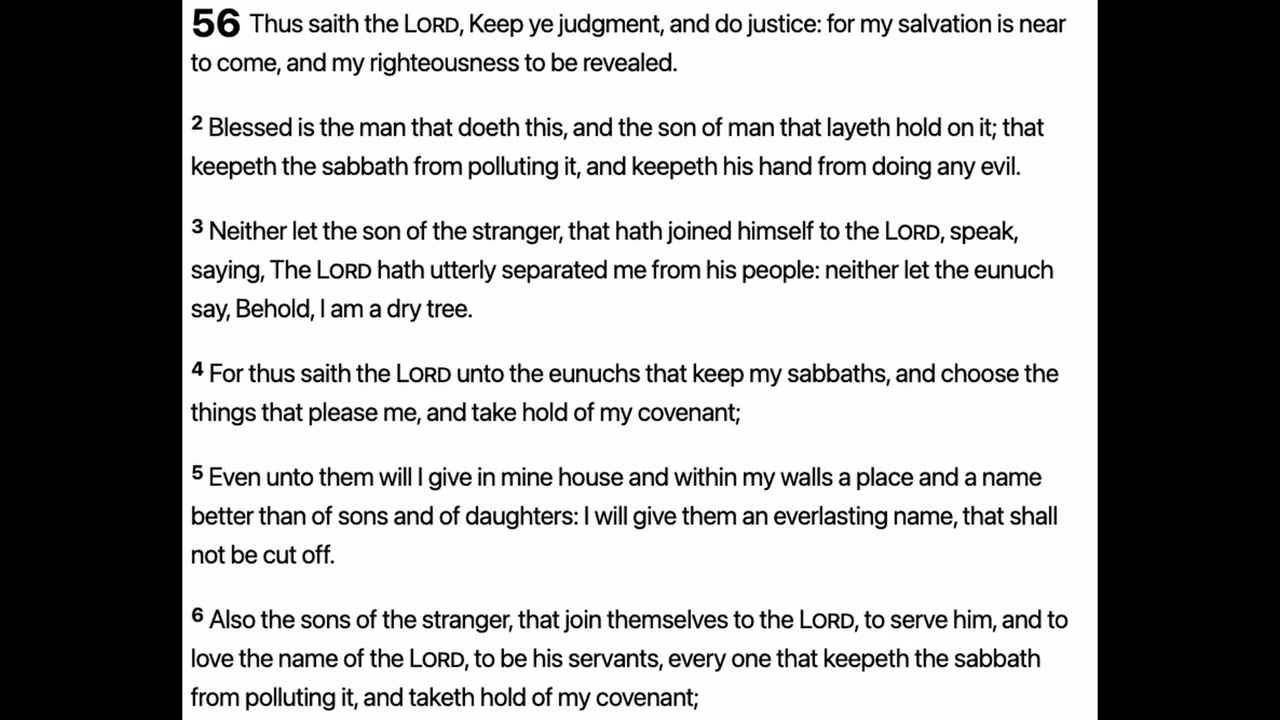 56 Thus saith the LORD, Keep ye judgment, and do justice: for my salvation is near
to come, and my righteousness to be revealed.
2 Blessed is the man that doeth this, and the son of man that layeth hold on it; that
keepeth the sabbath from polluting it, and keepeth his hand from doing any evil.
3 Neither let the son of the stranger, that hath joined himself to the LORD, speak,
saying, The LORD hath utterly separated me from his people: neither let the eunuch
say, Behold, I am a dry tree.
4 For thus saith the LORD unto the eunuchs that keep my sabbaths, and choose the
things that please me, and take hold of my covenant;
5 Even unto them will I give in mine house and within my walls a place and a name
better than of sons and of daughters: I will give them an everlasting name, that shall
not be cut off.
6 Also the sons of the stranger, that join themselves to the LORD, to serve him, and to
love the name of the LORD, to be his servants, every one that keepeth the sabbath
from polluting it, and taketh hold of my covenant;